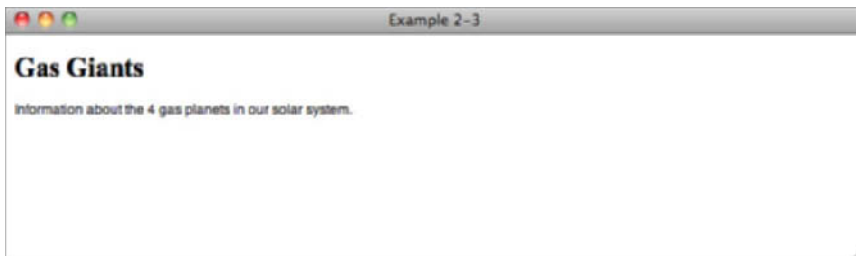 Example 2-3
Gas Giants
Information about the 4 gas planets in our solar system.